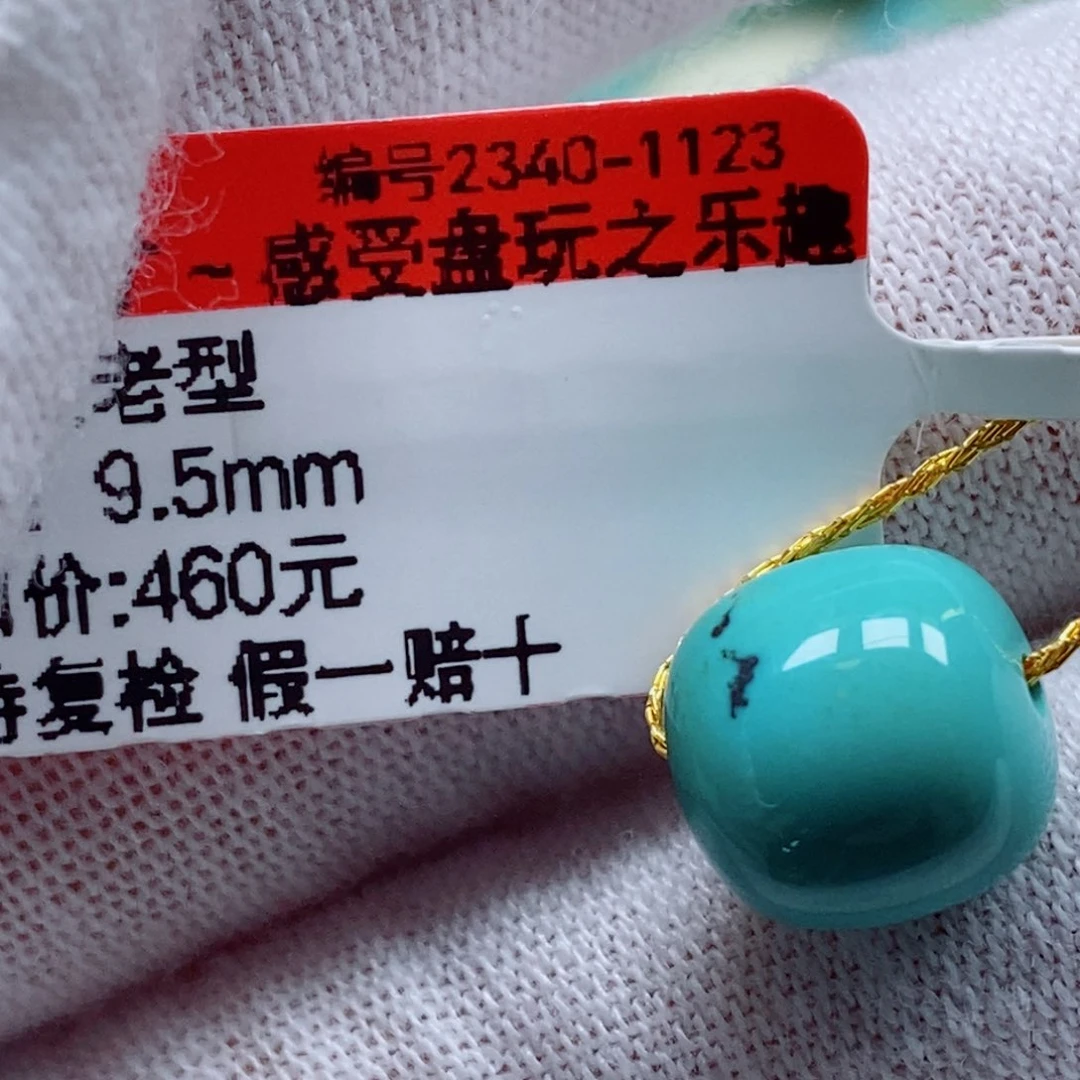 编号2340-1123
~感受盘玩之乐趣
老型
9.5mm
价:460元
持复检 假一赔十